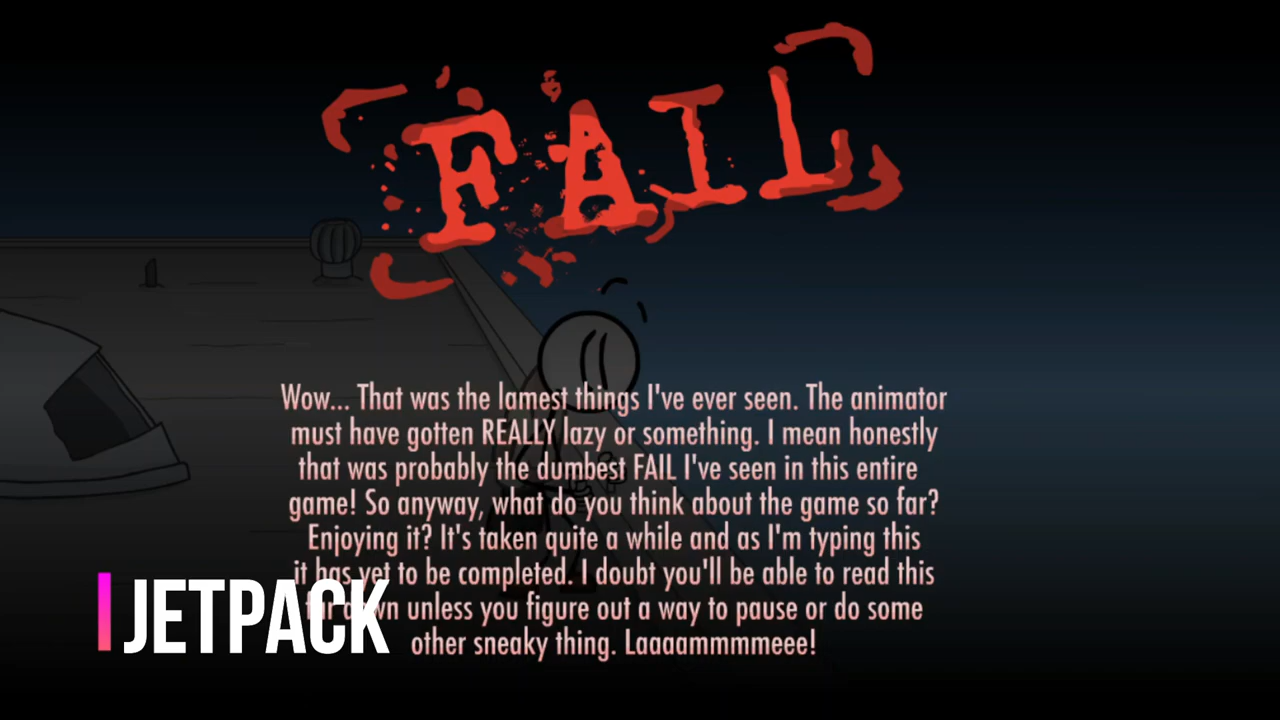 FAIL
Wow... That was the lamest things I've ever seen. The animator
must have gotten REALLY lazy or something. I mean honestly
that was probably the dumbest FAIL I've seen in this entire
game! So anyway, what do you think about the game so far?
Enjoying it? It's taken quite a while and as I'm typing this
it has yet to be completed. I doubt you'll be able to read this
far down unless you figure out a way to pause or do some
other sneaky thing. Laaaammmmeee!
JETPACK